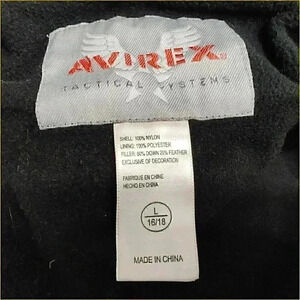 AVIREX
TACTICAL SYSTEMS
SHELL: 100% NYLON
LINING: 100% POLYESTER
FILLER: 80% DOWN 20% FEATHER
EXCLUSIVE OF DECORATION
FABRIQUE EN CHINE
HECHO EN CHINA
L
16/18
MADE IN CHINA